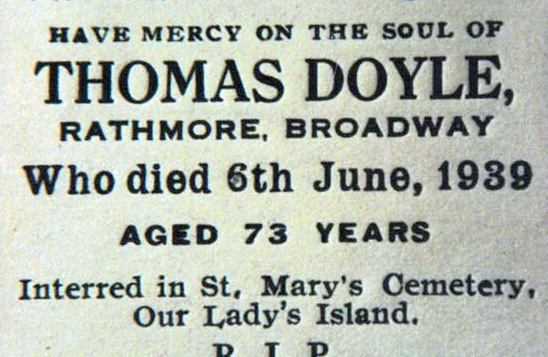 HAVE MERCY ON THE SOUL OF
THOMAS DOYLE,
RATHMORE, BROADWAY
Who died 6th June, 1939
AGED 73 YEARS
Interred in St. Mary's Cemetery,
Our Lady's Island.
R I P